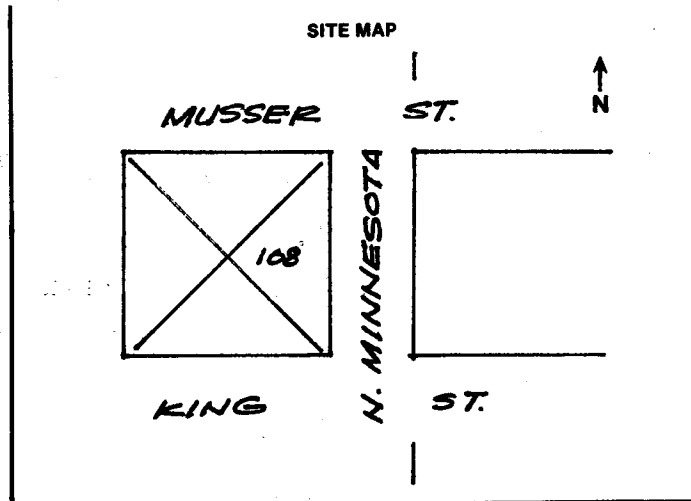 SITE MAP
MUSSER ST.
N
N. MINNESOTA
108
KING ST.